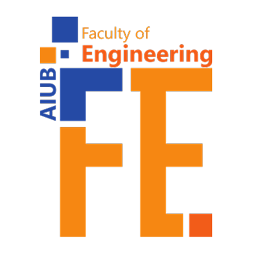 Faculty of
Engineering
AIUB
FE